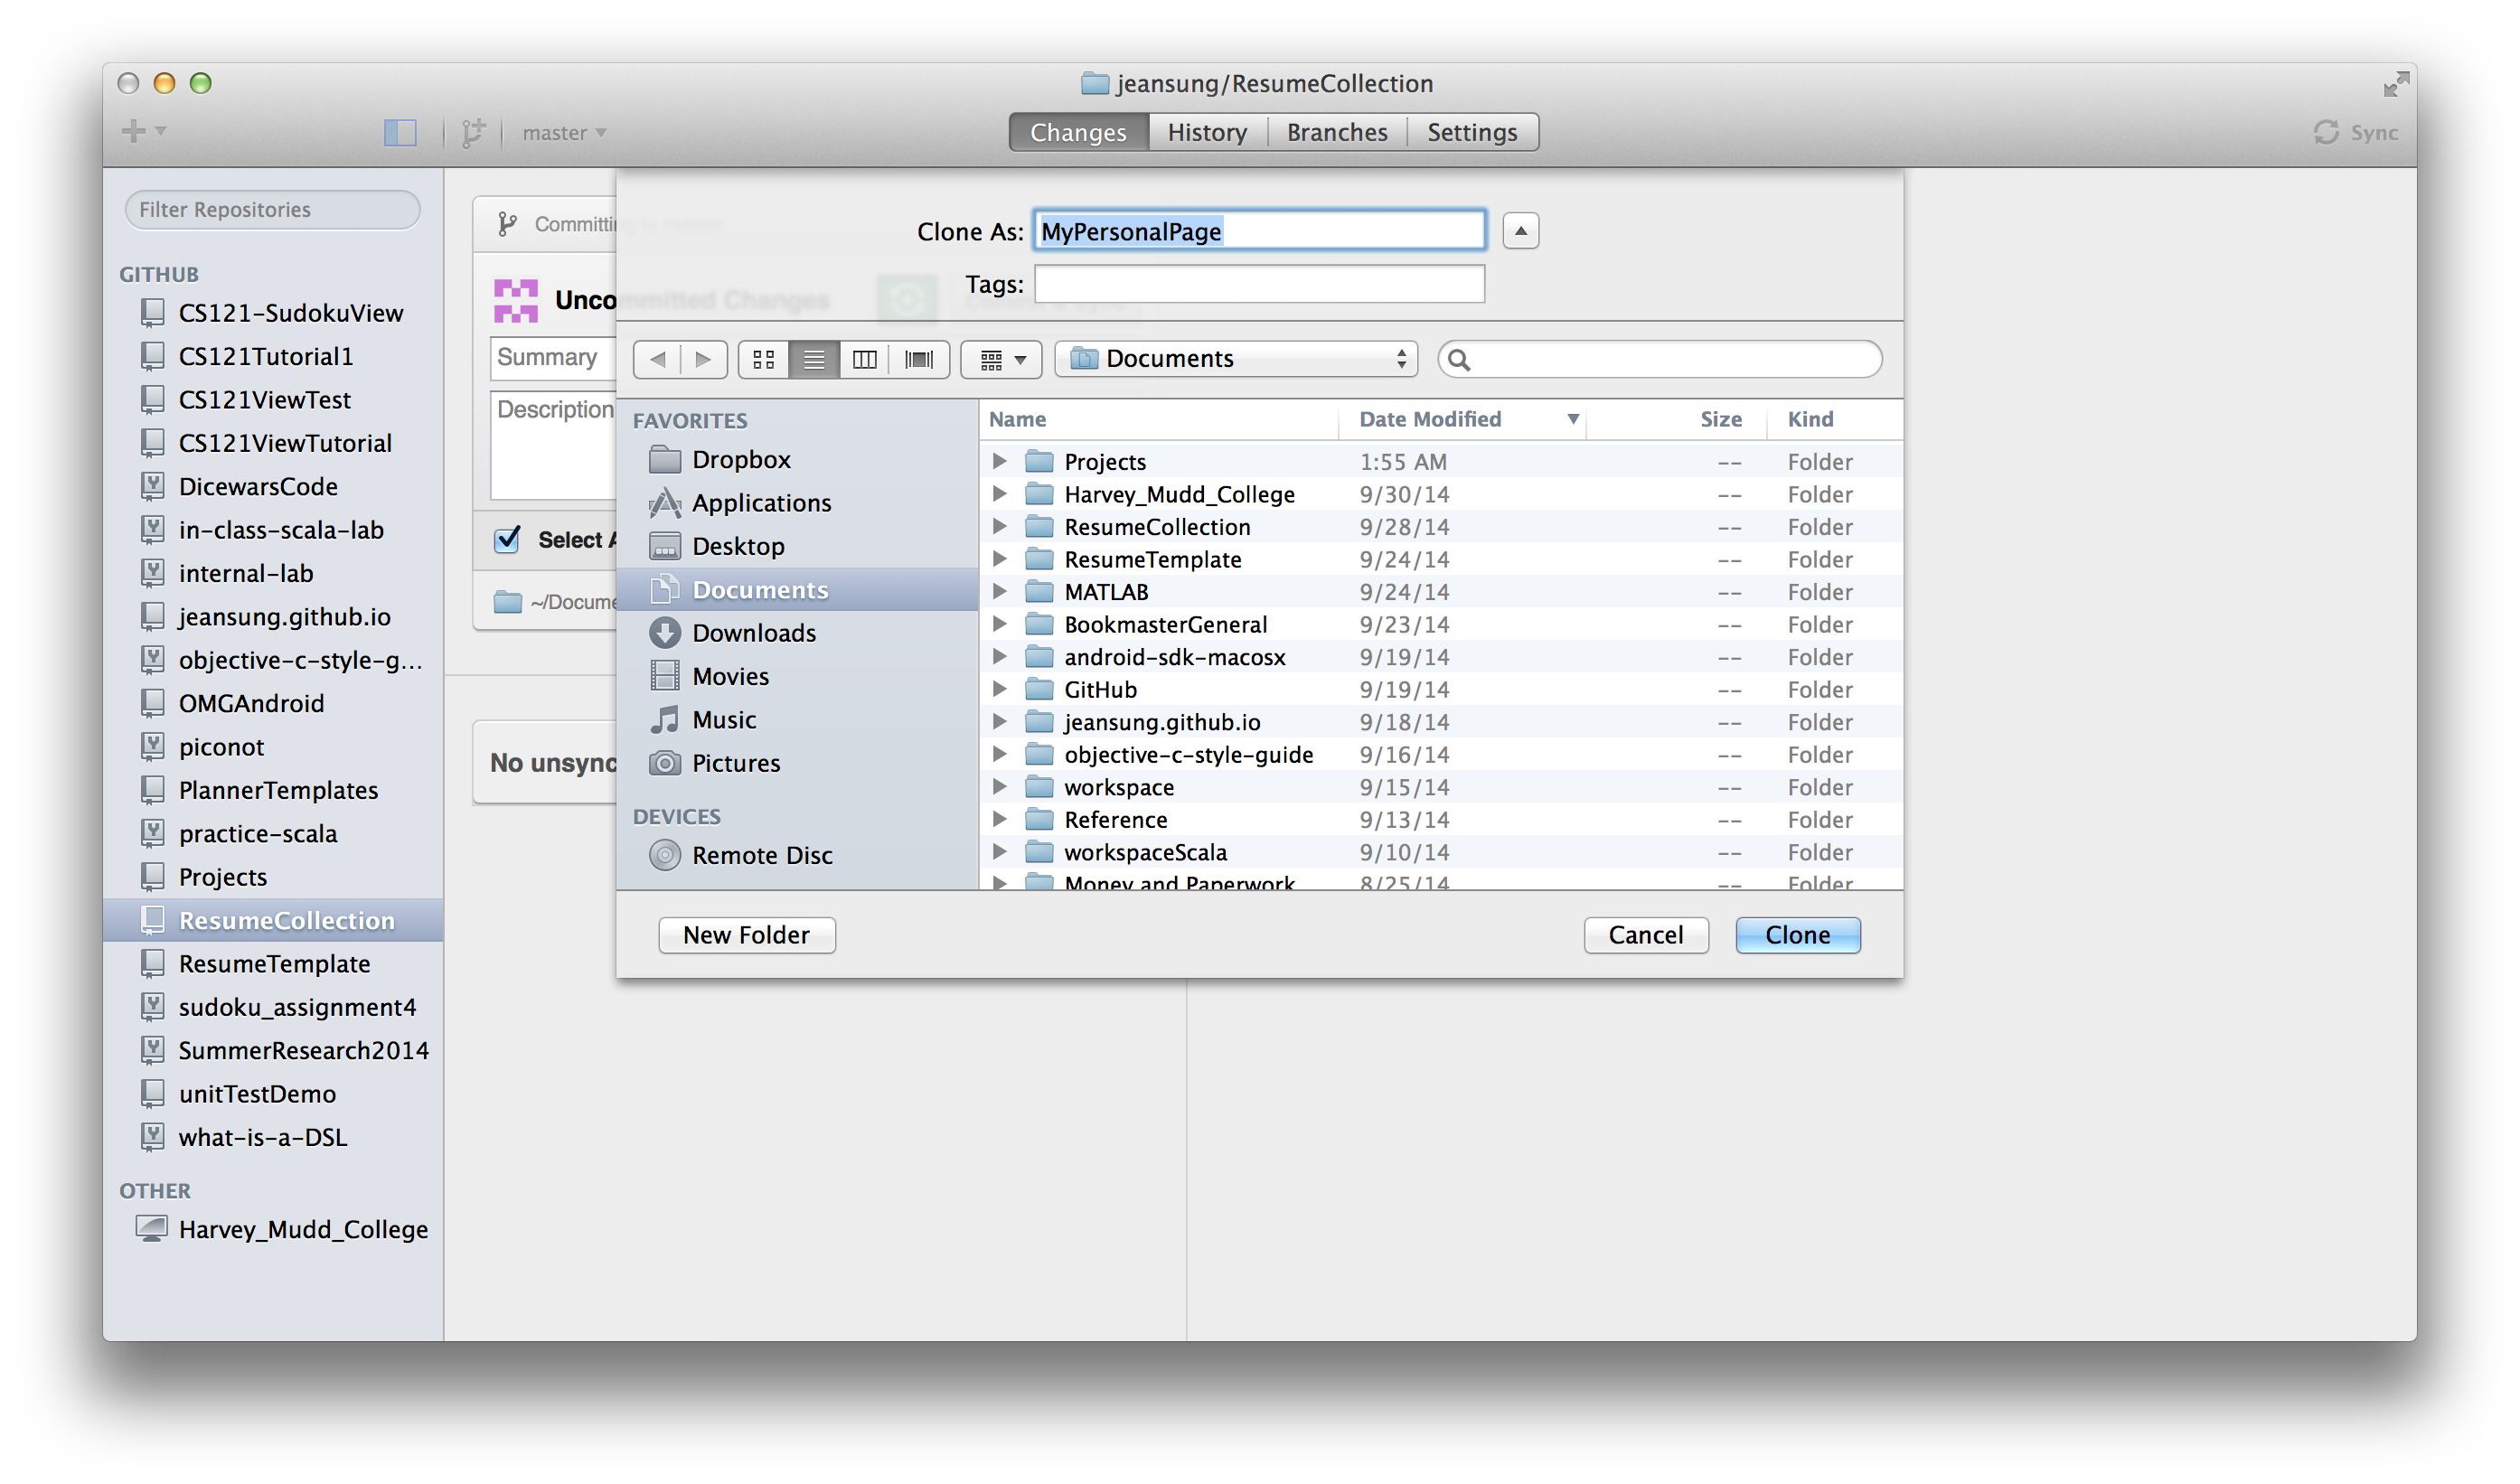 jeansung/ResumeCollection
master
Changes
History
Branches
Settings
Sync
Filter Repositories
GITHUB
CS121-SudokuView
CS121Tutorial1
CS121ViewTest
CS121ViewTutorial
DicewarsCode
in-class-scala-lab
internal-lab
jeansung.github.io
objective-c-style-g...
OMGAndroid
piconot
PlannerTemplates
practice-scala
Projects
ResumeCollection
ResumeTemplate
sudoku_assignment4
SummerResearch2014
unitTestDemo
what-is-a-DSL
OTHER
Harvey_Mudd_College
Committing to master
Uncommitted Changes
Summary
Description
Select A
~/Docume
No unsync
Clone As: MyPersonalPage
Tags:
Documents
FAVORITES
Dropbox
Applications
Desktop
Documents
Downloads
Movies
Music
Pictures
DEVICES
Remote Disc
Name Date Modified Size Kind
Projects 1:55 AM -- Folder
Harvey_Mudd_College 9/30/14 -- Folder
ResumeCollection 9/28/14 -- Folder
ResumeTemplate 9/24/14 -- Folder
MATLAB 9/24/14 -- Folder
BookmasterGeneral 9/23/14 -- Folder
android-sdk-macosx 9/19/14 -- Folder
GitHub 9/19/14 -- Folder
jeansung.github.io 9/18/14 -- Folder
objective-c-style-guide 9/16/14 -- Folder
workspace 9/15/14 -- Folder
Reference 9/13/14 -- Folder
workspaceScala 9/10/14 -- Folder
Money and Paperwork 8/25/14 -- Folder
New Folder
Cancel
Clone